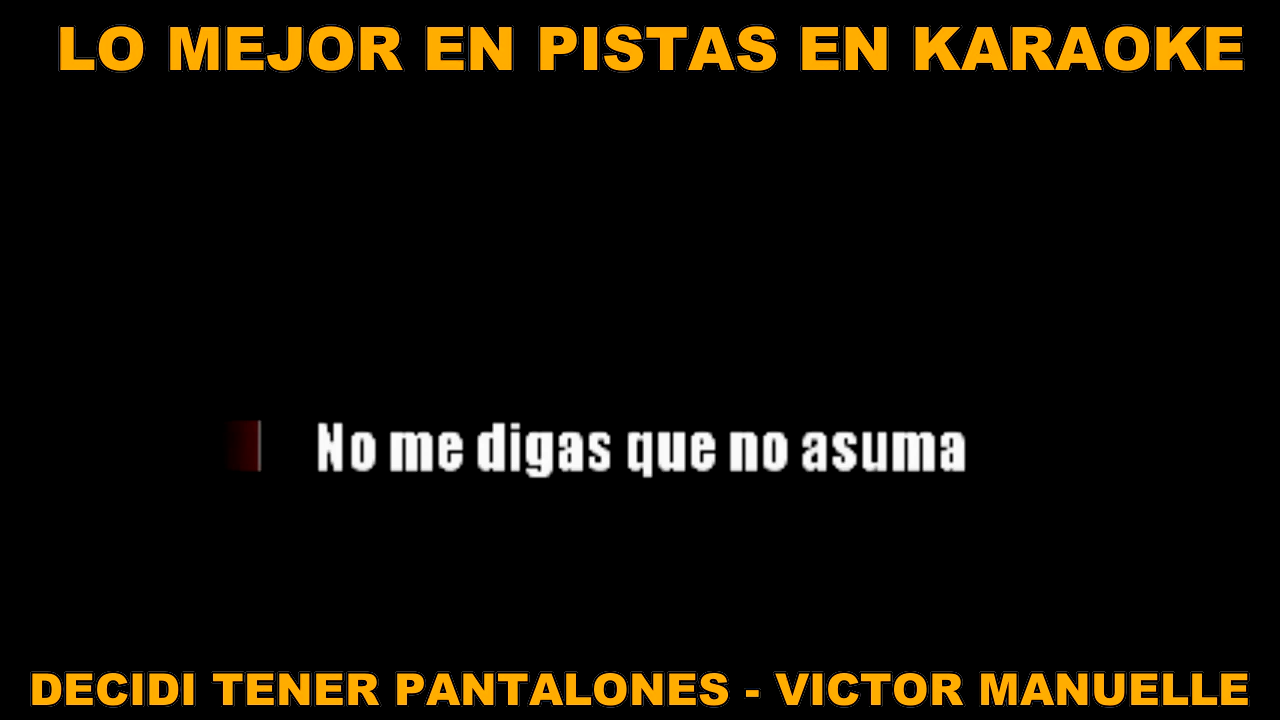 LO MEJOR EN PISTAS EN KARAOKE
No me digas que no asuma
DECIDI TENER PANTALONES - VICTOR MANUELLE